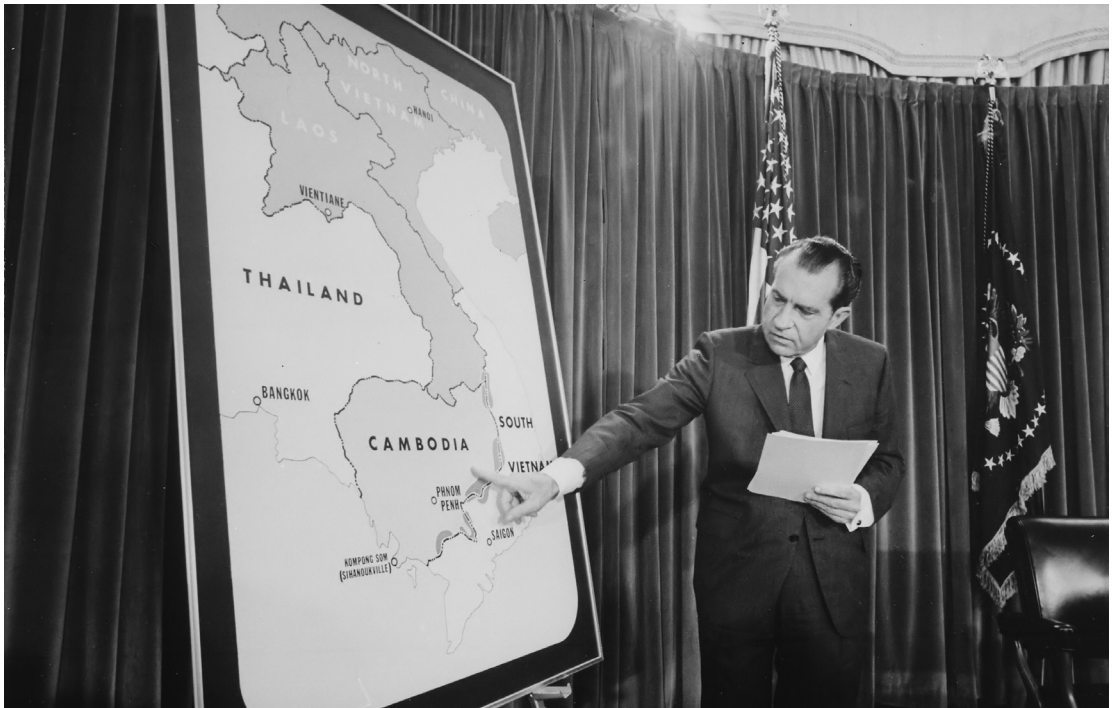 NORTH
VIETNAM
CHINA
HANOI
LAOS
VIENTIANE
THAILAND
BANGKOK
CAMBODIA
SOUTH
VIETNAM
PHNOM
PENH
SAIGON
KOMPONG SOM
(SIHANOUKVILLE)